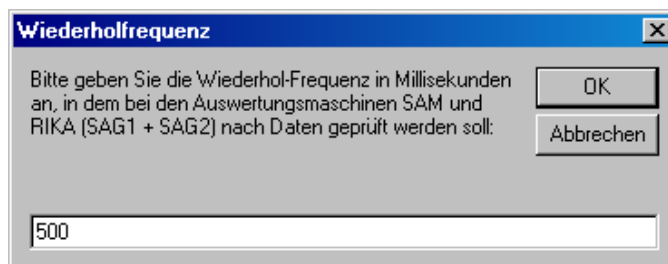 Wiederholfrequenz
Bitte geben Sie die Wiederhol-Frequenz in Millisekunden
an, in dem bei den Auswertungsmaschinen SAM und
RIKA (SAG1 + SAG2) nach Daten geprüft werden soll:
OK
Abbrechen
500